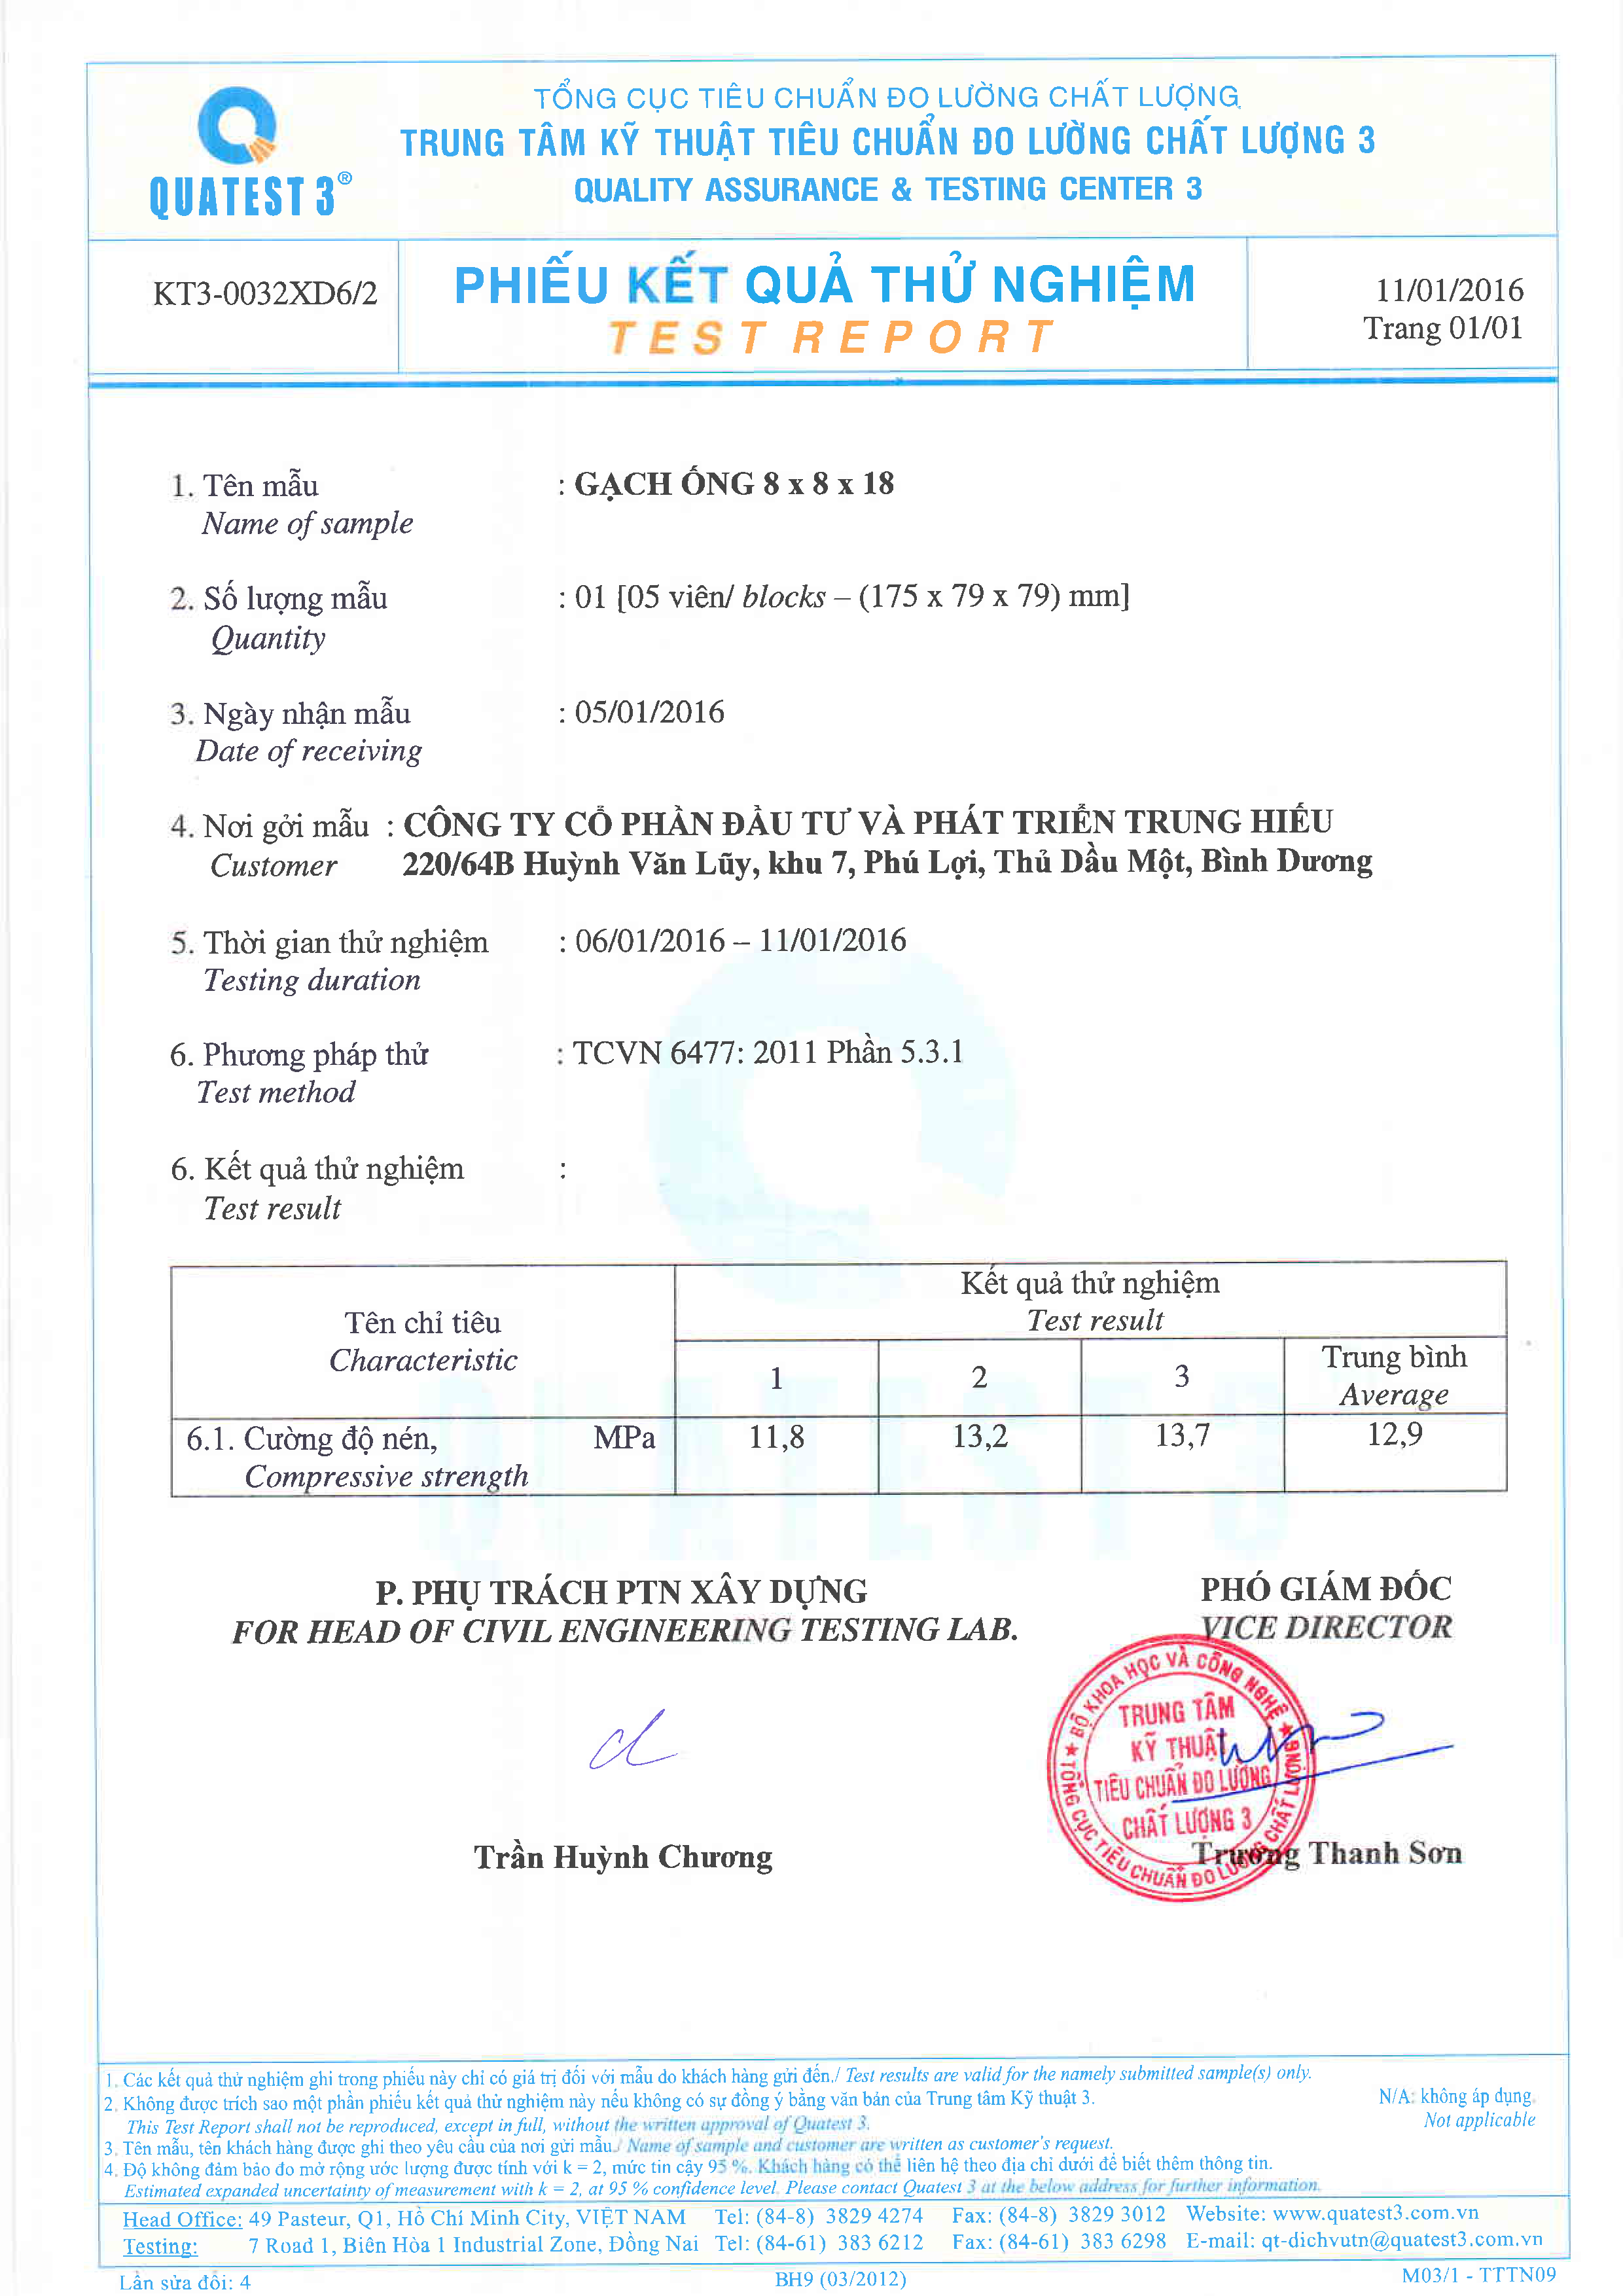 TỔNG CỤC TIÊU CHUẨN ĐO LƯỜNG CHẤT LƯỢNG
TRUNG TÂM KỸ THUẬT TIÊU CHUẨN ĐO LƯỜNG CHẤT LƯỢNG 3
QUALITY ASSURANCE & TESTING CENTER 3
QUATEST 3®
KT3-0032XD6/2
PHIẾU KẾT QUẢ THỬ NGHIỆM
TEST REPORT
11/01/2016
Trang 01/01
1. Tên mẫu : GẠCH ỐNG 8 x 8 x 18
Name of sample
2. Số lượng mẫu : 01 [05 viên/ blocks – (175 x 79 x 79) mm]
Quantity
3. Ngày nhận mẫu : 05/01/2016
Date of receiving
4. Nơi gởi mẫu : CÔNG TY CỔ PHẦN ĐẦU TƯ VÀ PHÁT TRIỂN TRUNG HIẾU
Customer 220/64B Huỳnh Văn Lũy, khu 7, Phú Lợi, Thủ Dầu Một, Bình Dương
5. Thời gian thử nghiệm : 06/01/2016 – 11/01/2016
Testing duration
6. Phương pháp thử : TCVN 6477: 2011 Phần 5.3.1
Test method
6. Kết quả thử nghiệm :
Test result
Tên chỉ tiêu
Characteristic
Kết quả thử nghiệm
Test result
1 2 3 Trung bình
Average
6.1. Cường độ nén, MPa 11,8 13,2 13,7 12,9
Compressive strength
P. PHỤ TRÁCH PTN XÂY DỰNG
FOR HEAD OF CIVIL ENGINEERING TESTING LAB.
PHÓ GIÁM ĐỐC
VICE DIRECTOR
BỘ KHOA HỌC VÀ CÔNG NGHỆ
TỔNG CỤC TIÊU CHUẨN ĐO LƯỜNG CHẤT LƯỢNG
TRUNG TÂM
KỸ THUẬT
TIÊU CHUẨN ĐO LƯỜNG
CHẤT LƯỢNG 3
Trần Huỳnh Chương
Trương Thanh Sơn
1. Các kết quả thử nghiệm ghi trong phiếu này chỉ có giá trị đối với mẫu do khách hàng gửi đến./ Test results are valid for the namely submitted sample(s) only.
2. Không được trích sao một phần phiếu kết quả thử nghiệm này nếu không có sự đồng ý bằng văn bản của Trung tâm Kỹ thuật 3.
This Test Report shall not be reproduced, except in full, without the written approval of Quatest 3.
3. Tên mẫu, tên khách hàng được ghi theo yêu cầu của nơi gửi mẫu./ Name of sample and customer are written as customer's request.
4. Độ không đảm bảo đo mở rộng ước lượng được tính với k = 2, mức tin cậy 95 %. Khách hàng có thể liên hệ theo địa chỉ dưới để biết thêm thông tin.
Estimated expanded uncertainty of measurement with k = 2, at 95 % confidence level. Please contact Quatest 3 at the below address for further information.
N/A: không áp dụng.
Not applicable
Head Office: 49 Pasteur, Q1, Hồ Chí Minh City, VIỆT NAM Tel: (84-8) 3829 4274 Fax: (84-8) 3829 3012 Website: www.quatest3.com.vn
Testing: 7 Road 1, Biên Hòa 1 Industrial Zone, Đồng Nai Tel: (84-61) 383 6212 Fax: (84-61) 383 6298 E-mail: qt-dichvutn@quatest3.com.vn
Lần sửa đổi: 4
BH9 (03/2012)
M03/1 - TTTN09